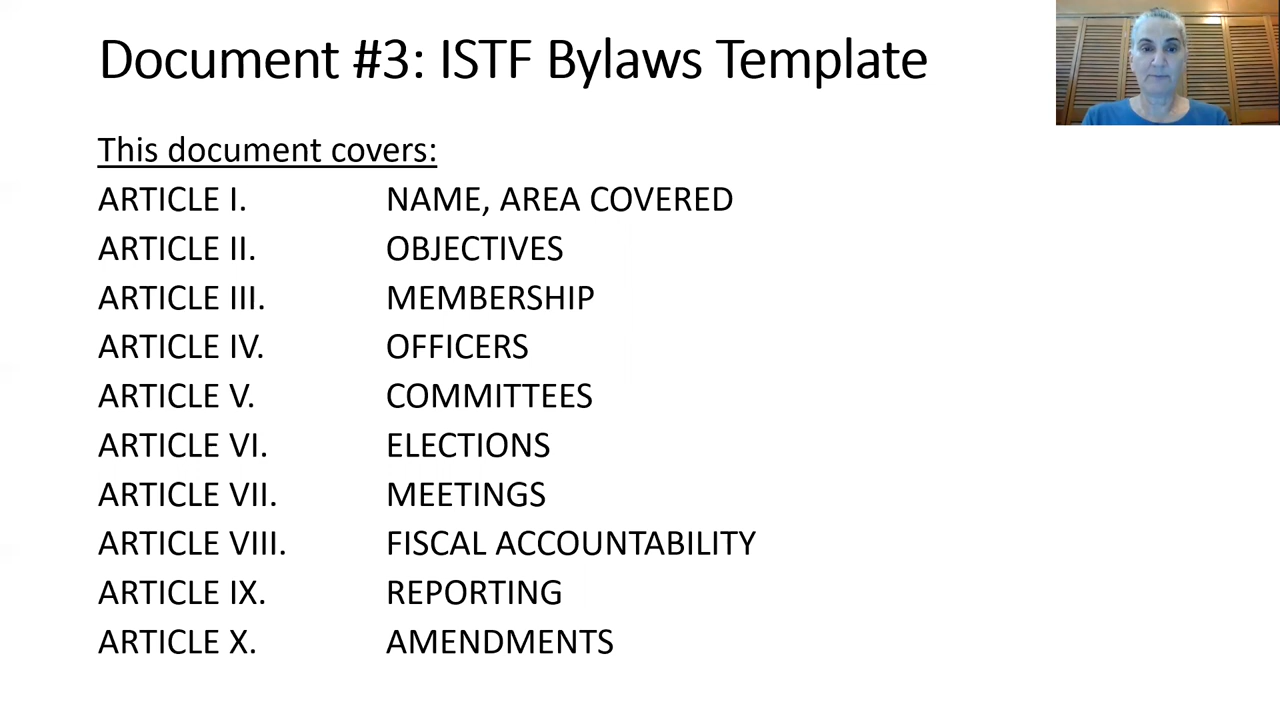 Document #3: ISTF Bylaws Template
This document covers:
ARTICLE I. NAME, AREA COVERED
ARTICLE II. OBJECTIVES
ARTICLE III. MEMBERSHIP
ARTICLE IV. OFFICERS
ARTICLE V. COMMITTEES
ARTICLE VI. ELECTIONS
ARTICLE VII. MEETINGS
ARTICLE VIII. FISCAL ACCOUNTABILITY
ARTICLE IX. REPORTING
ARTICLE X. AMENDMENTS